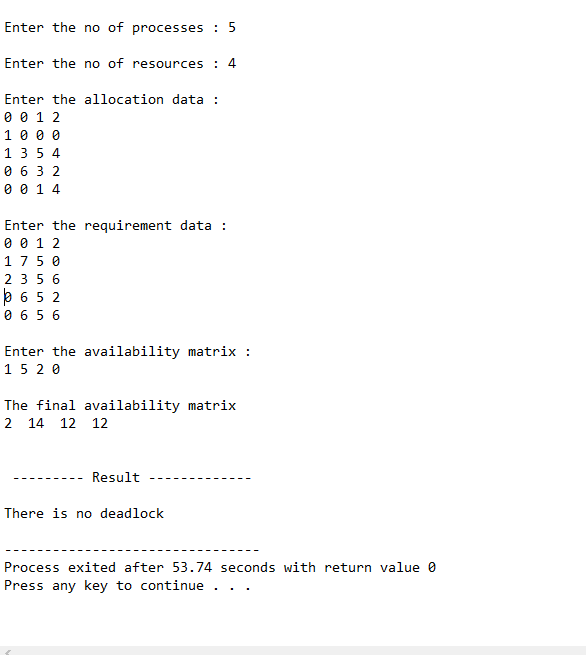 Enter the no of processes : 5
Enter the no of resources : 4
Enter the allocation data :
0 0 1 2
1 0 0 0
1 3 5 4
0 6 3 2
0 0 1 4
Enter the requirement data :
0 0 1 2
1 7 5 0
2 3 5 6
0 6 5 2
0 6 5 6
Enter the availability matrix :
1 5 2 0
The final availability matrix
2  14  12  12
--------- Result -------------
There is no deadlock
--------------------------------
Process exited after 53.74 seconds with return value 0
Press any key to continue . . .